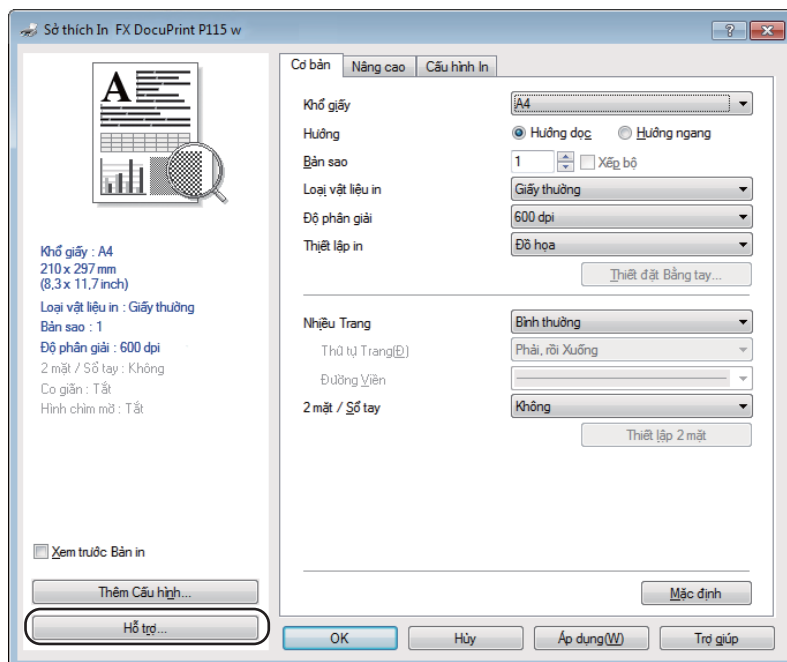 Sở thích In FX DocuPrint P115 w
A
Khổ giấy : A4
210 x 297 mm
(8,3 x 11,7 inch)
Loại vật liệu in : Giấy thường
Bản sao : 1
Độ phân giải : 600 dpi
2 mặt / Sổ tay : Không
Co giãn : Tắt
Hình chìm mờ : Tắt
Xem trước Bản in
Thêm Cấu hình...
Hỗ trợ...
Cơ bản Nâng cao Cấu hình In
Khổ giấy A4
Hướng Hướng dọc Hướng ngang
Bản sao 1 Xếp bộ
Loại vật liệu in Giấy thường
Độ phân giải 600 dpi
Thiết lập in Đồ họa
Thiết đặt Bằng tay...
Nhiều Trang Bình thường
Thứ tự Trang(Đ) Phải, rồi Xuống
Đường Viền
2 mặt / Sổ tay Không
Thiết lập 2 mặt
Mặc định
OK Hủy Áp dụng(W) Trợ giúp